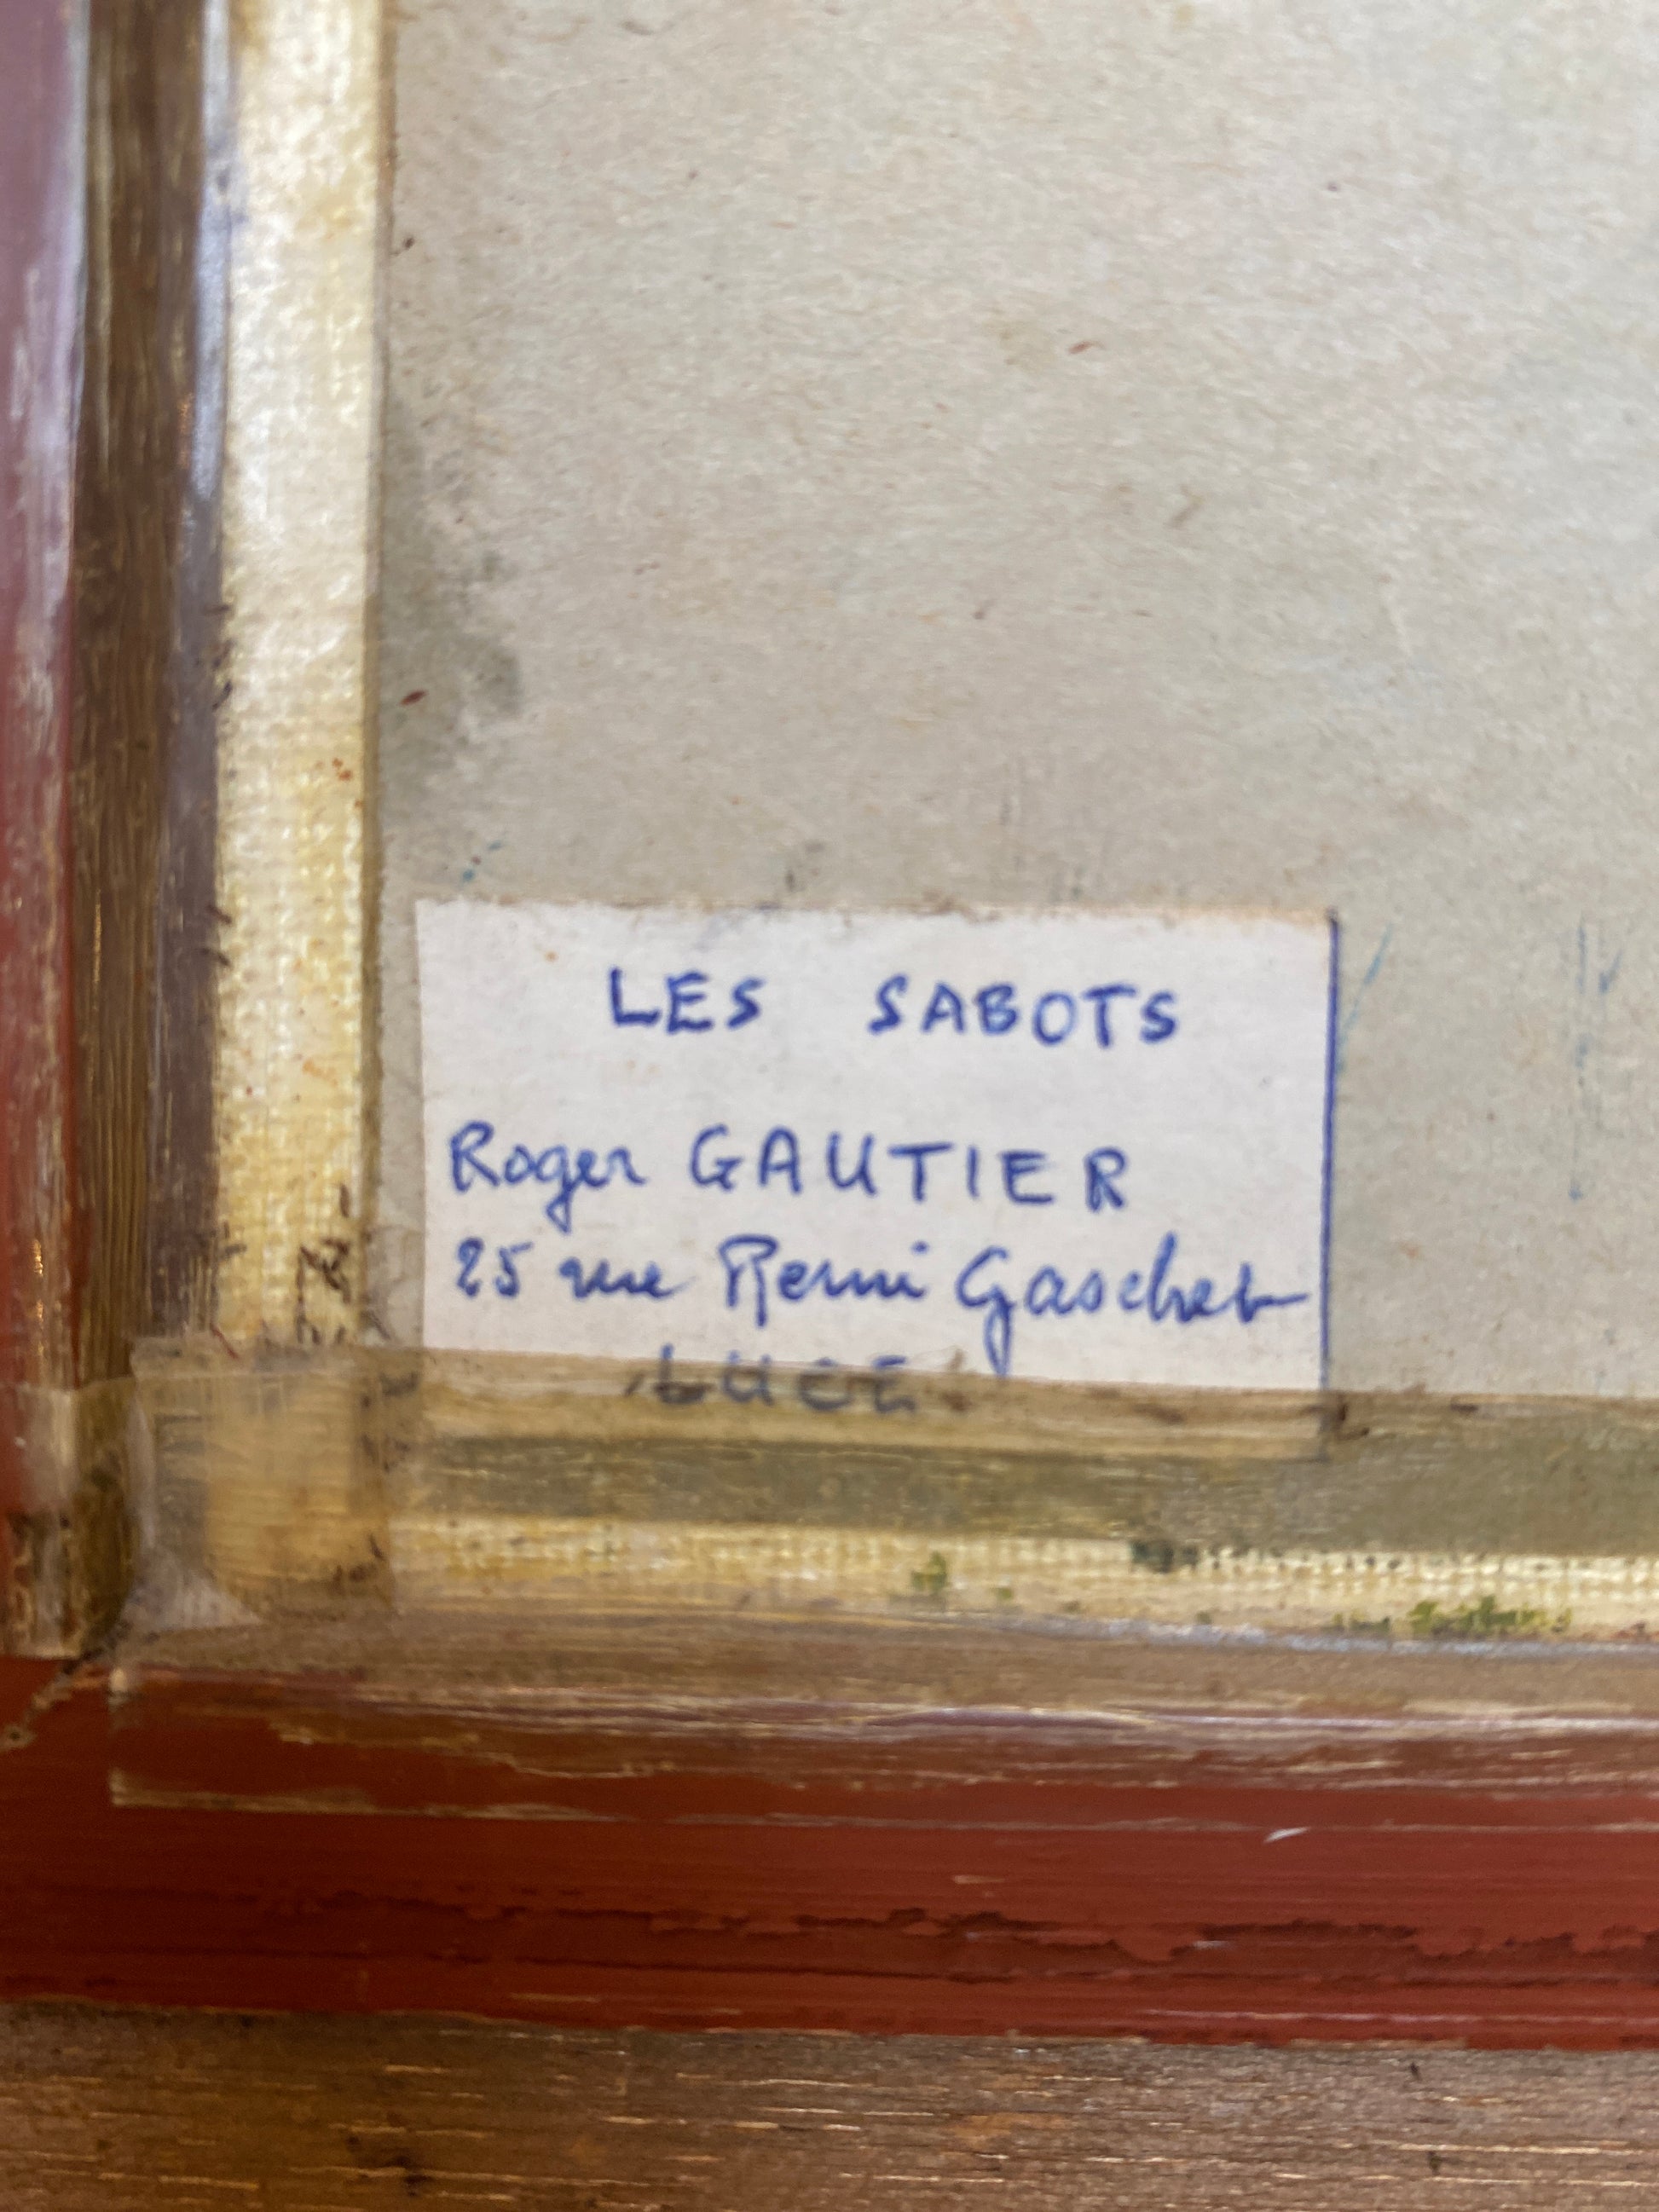 LES SABOTS
Roger GAUTIER
25 rue Remi Gaschet
LUCE